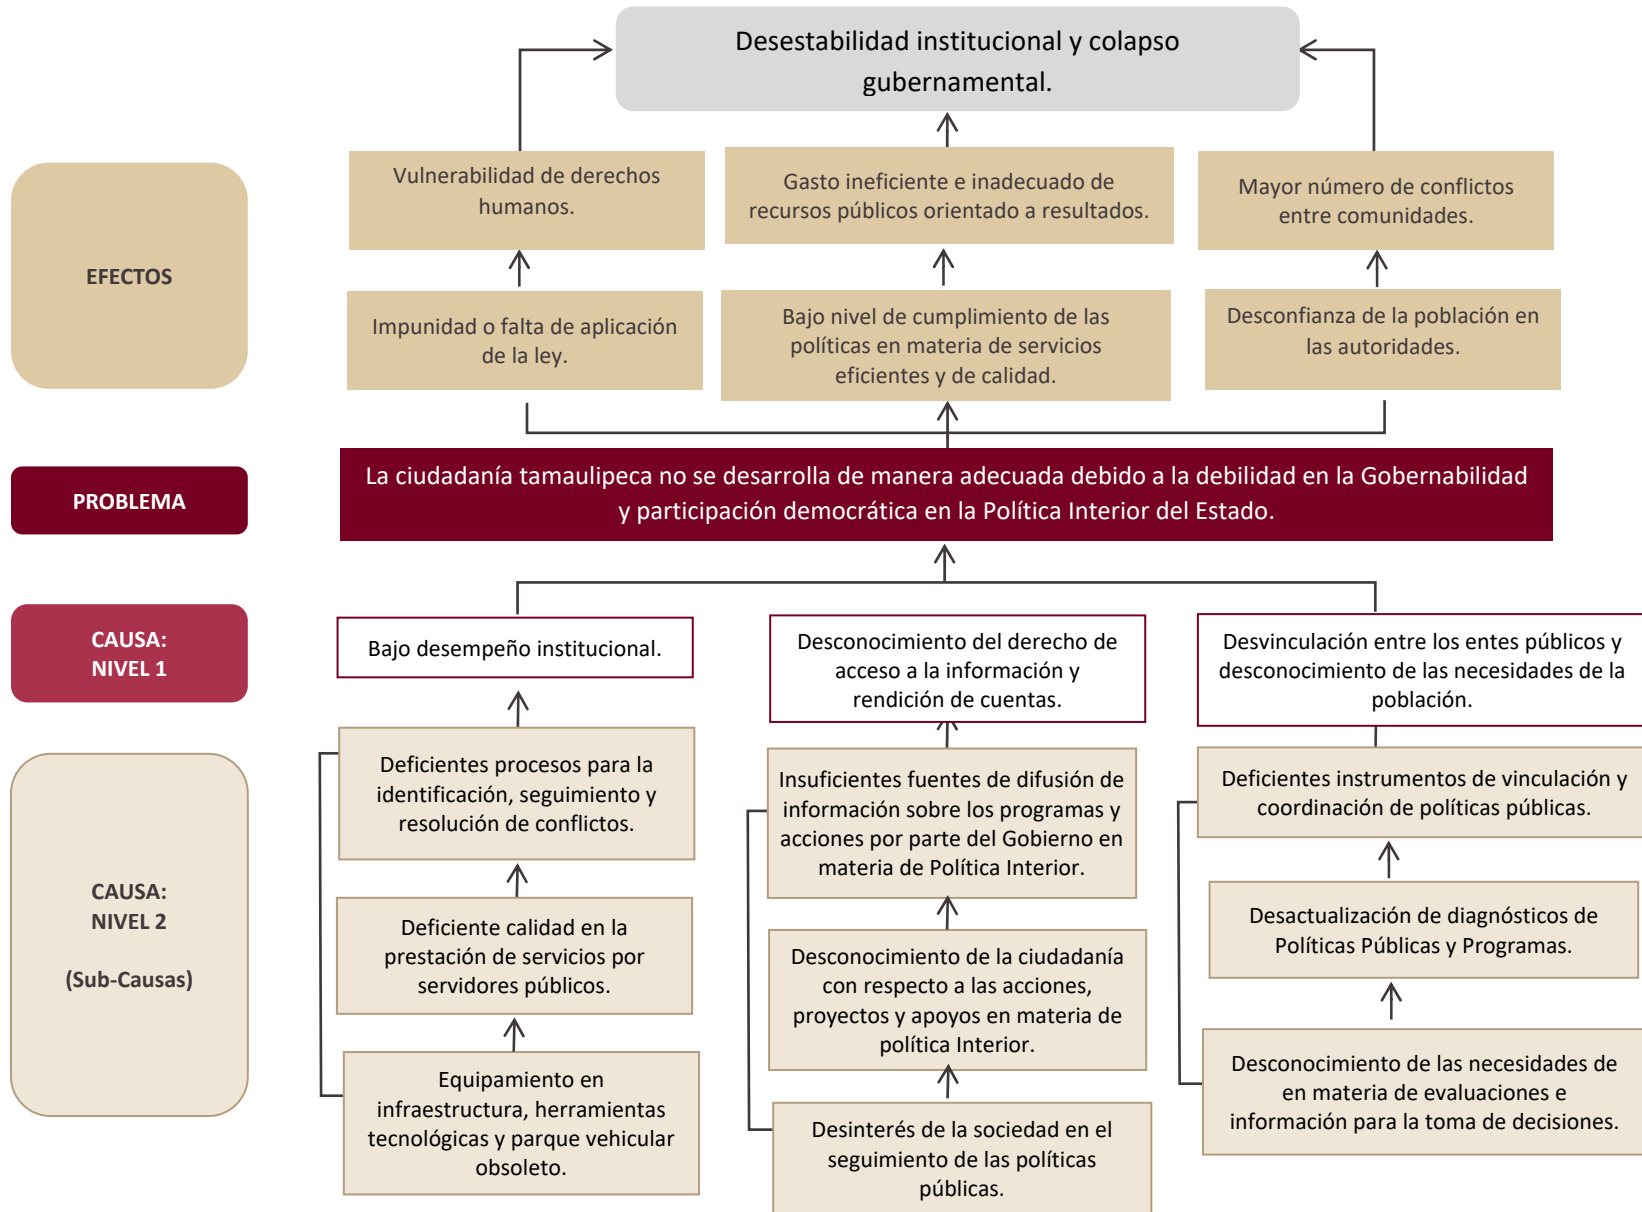 Desestabilidad institucional y colapso
gubernamental.
EFECTOS
Vulnerabilidad de derechos
humanos.
Gasto ineficiente e inadecuado de
recursos públicos orientado a resultados.
Mayor número de conflictos
entre comunidades.
Impunidad o falta de aplicación
de la ley.
Bajo nivel de cumplimiento de las
políticas en materia de servicios
eficientes y de calidad.
Desconfianza de la población en
las autoridades.
PROBLEMA
La ciudadanía tamaulipeca no se desarrolla de manera adecuada debido a la debilidad en la Gobernabilidad
y participación democrática en la Política Interior del Estado.
CAUSA:
NIVEL 1
Bajo desempeño institucional.
Desconocimiento del derecho de
acceso a la información y
rendición de cuentas.
Desvinculación entre los entes públicos y
desconocimiento de las necesidades de la
población.
CAUSA:
NIVEL 2
(Sub-Causas)
Deficientes procesos para la
identificación, seguimiento y
resolución de conflictos.
Deficiente calidad en la
prestación de servicios por
servidores públicos.
Equipamiento en
infraestructura, herramientas
tecnológicas y parque vehicular
obsoleto.
Insuficientes fuentes de difusión de
información sobre los programas y
acciones por parte del Gobierno en
materia de Política Interior.
Desconocimiento de la ciudadanía
con respecto a las acciones,
proyectos y apoyos en materia de
política Interior.
Desinterés de la sociedad en el
seguimiento de las políticas
públicas.
Deficientes instrumentos de vinculación y
coordinación de políticas públicas.
Desactualización de diagnósticos de
Políticas Públicas y Programas.
Desconocimiento de las necesidades de
en materia de evaluaciones e
información para la toma de decisiones.